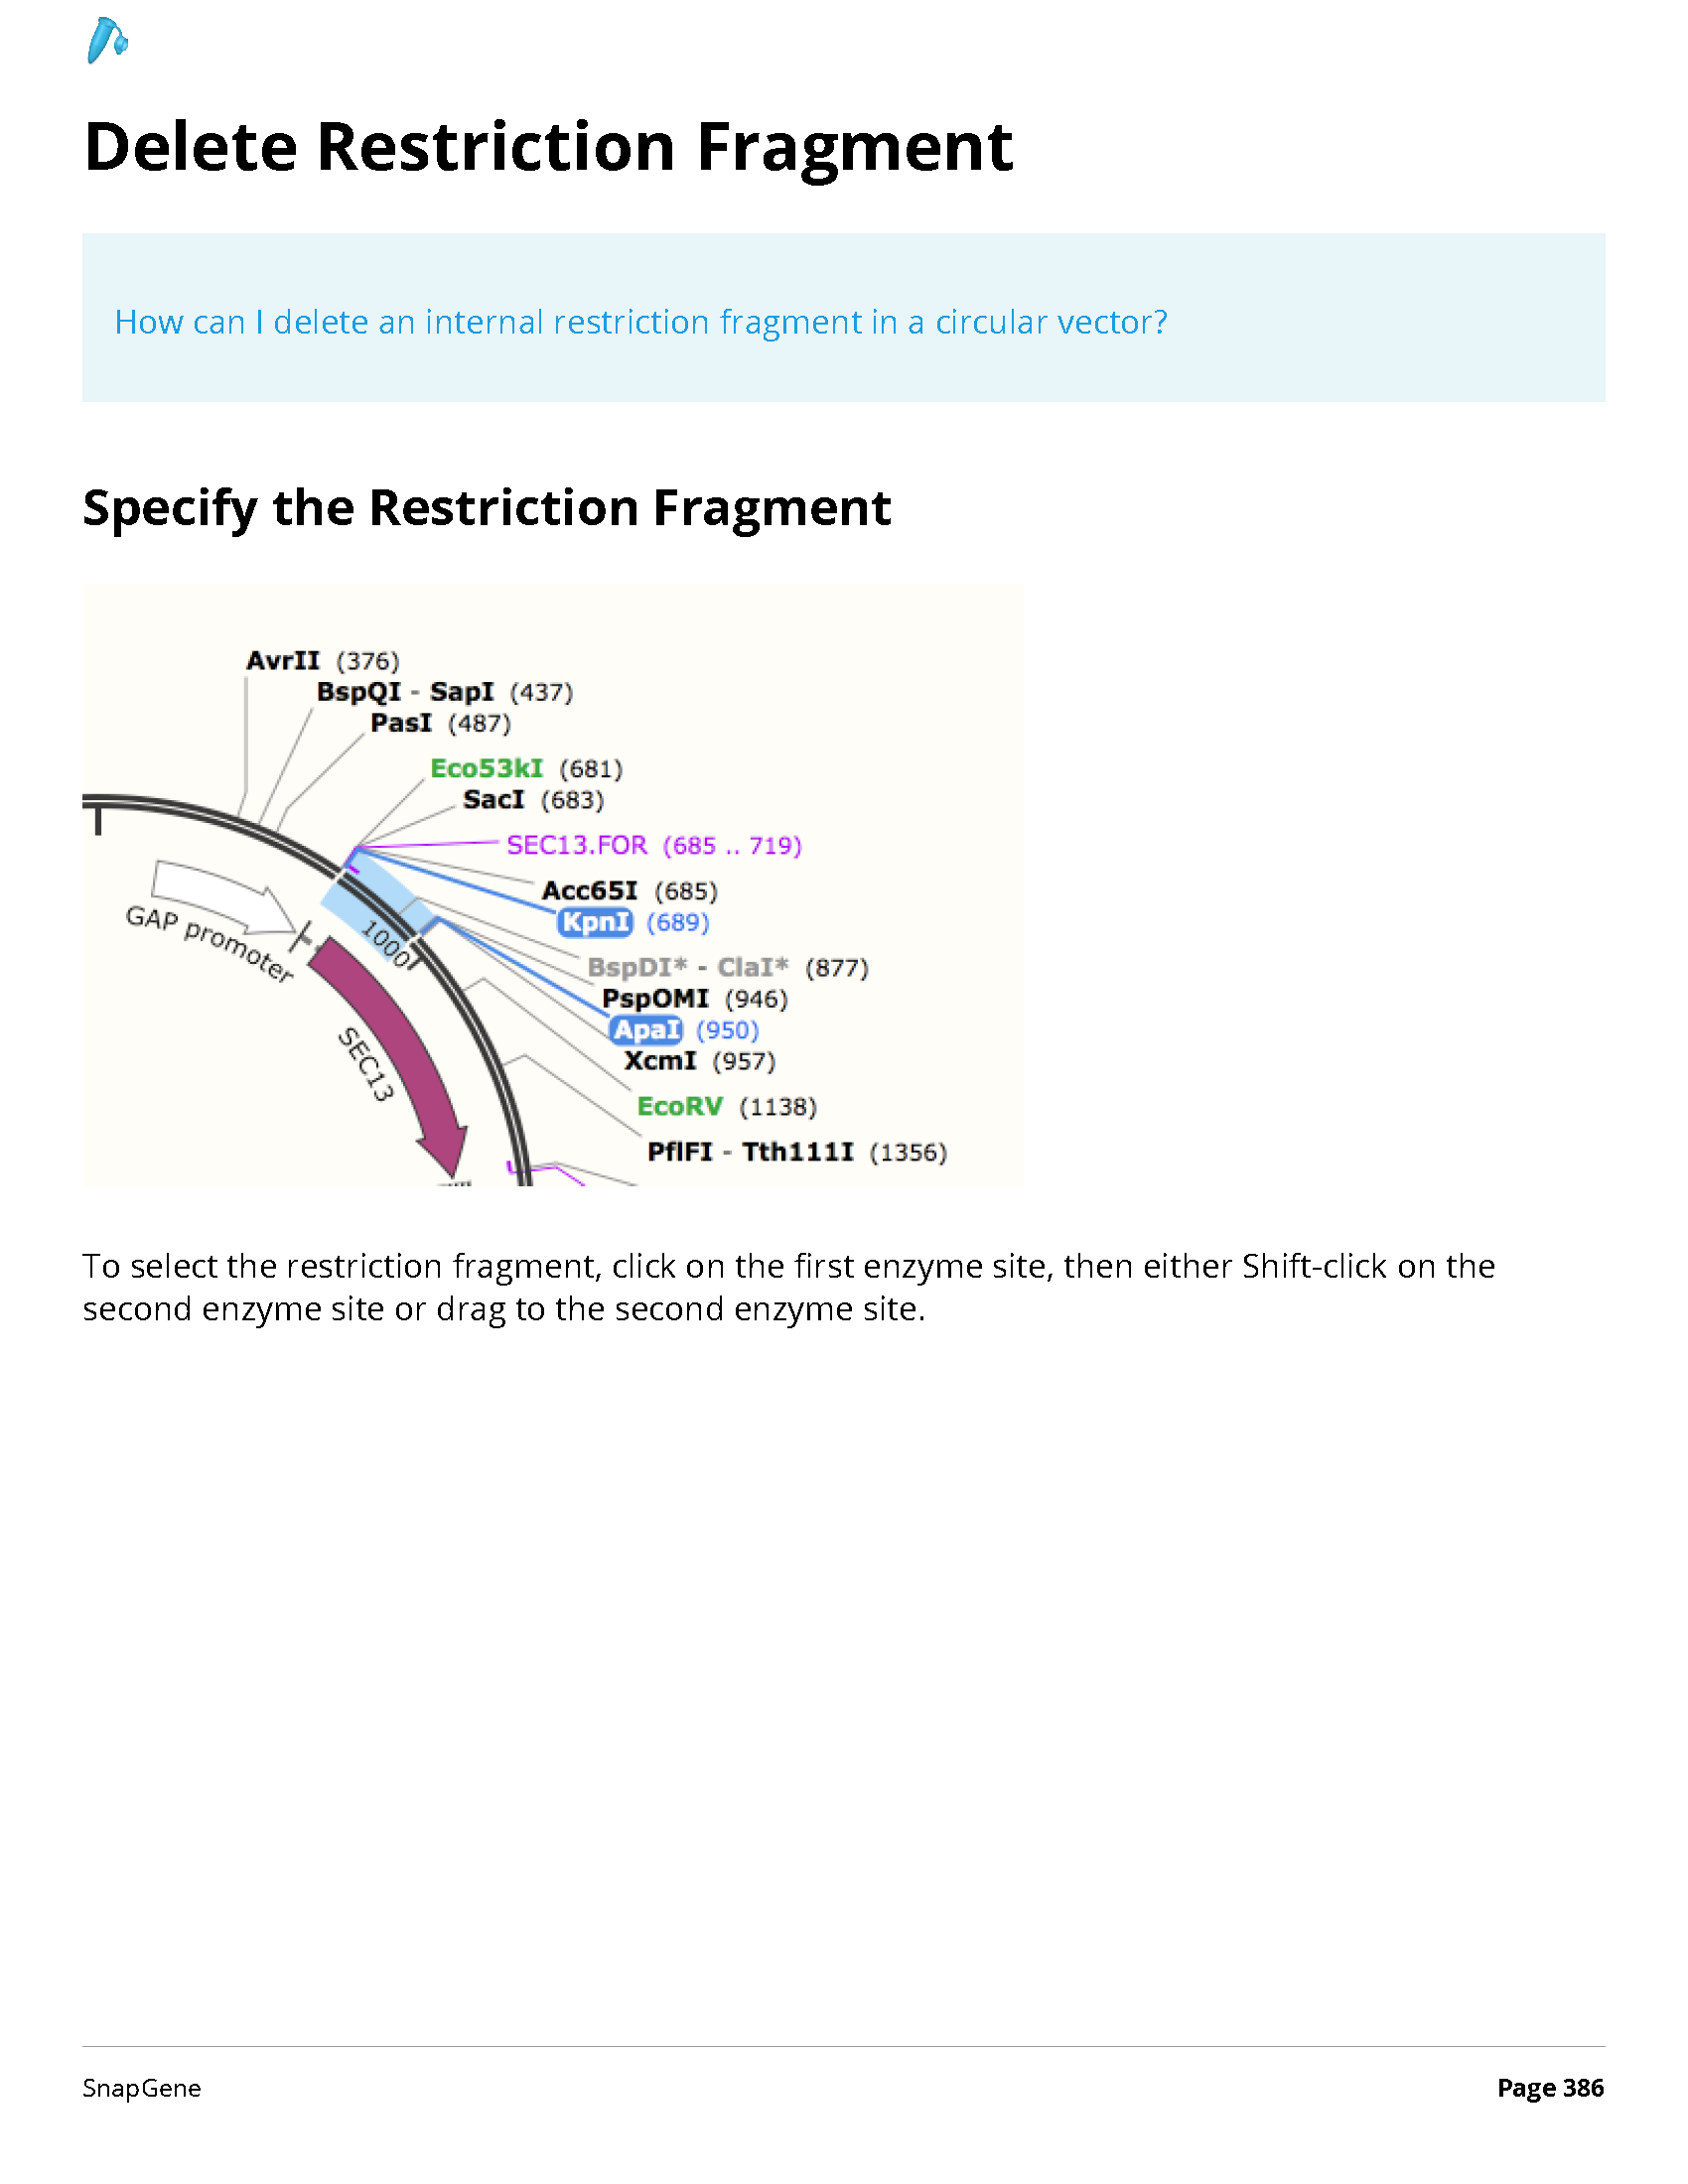 Delete Restriction Fragment
How can I delete an internal restriction fragment in a circular vector?
Specify the Restriction Fragment
AvrII (376)
BspQI - SapI (437)
PasI (487)
Eco53kI (681)
SacI (683)
SEC13.FOR (685 .. 719)
Acc65I (685)
KpnI (689)
BspDI* - ClaI* (877)
PspOMI (946)
ApaI (950)
XcmI (957)
EcoRV (1138)
PflFI - Tth111I (1356)
1000
GAP promoter
SEC13
To select the restriction fragment, click on the first enzyme site, then either Shift-click on the
second enzyme site or drag to the second enzyme site.
SnapGene
Page 386